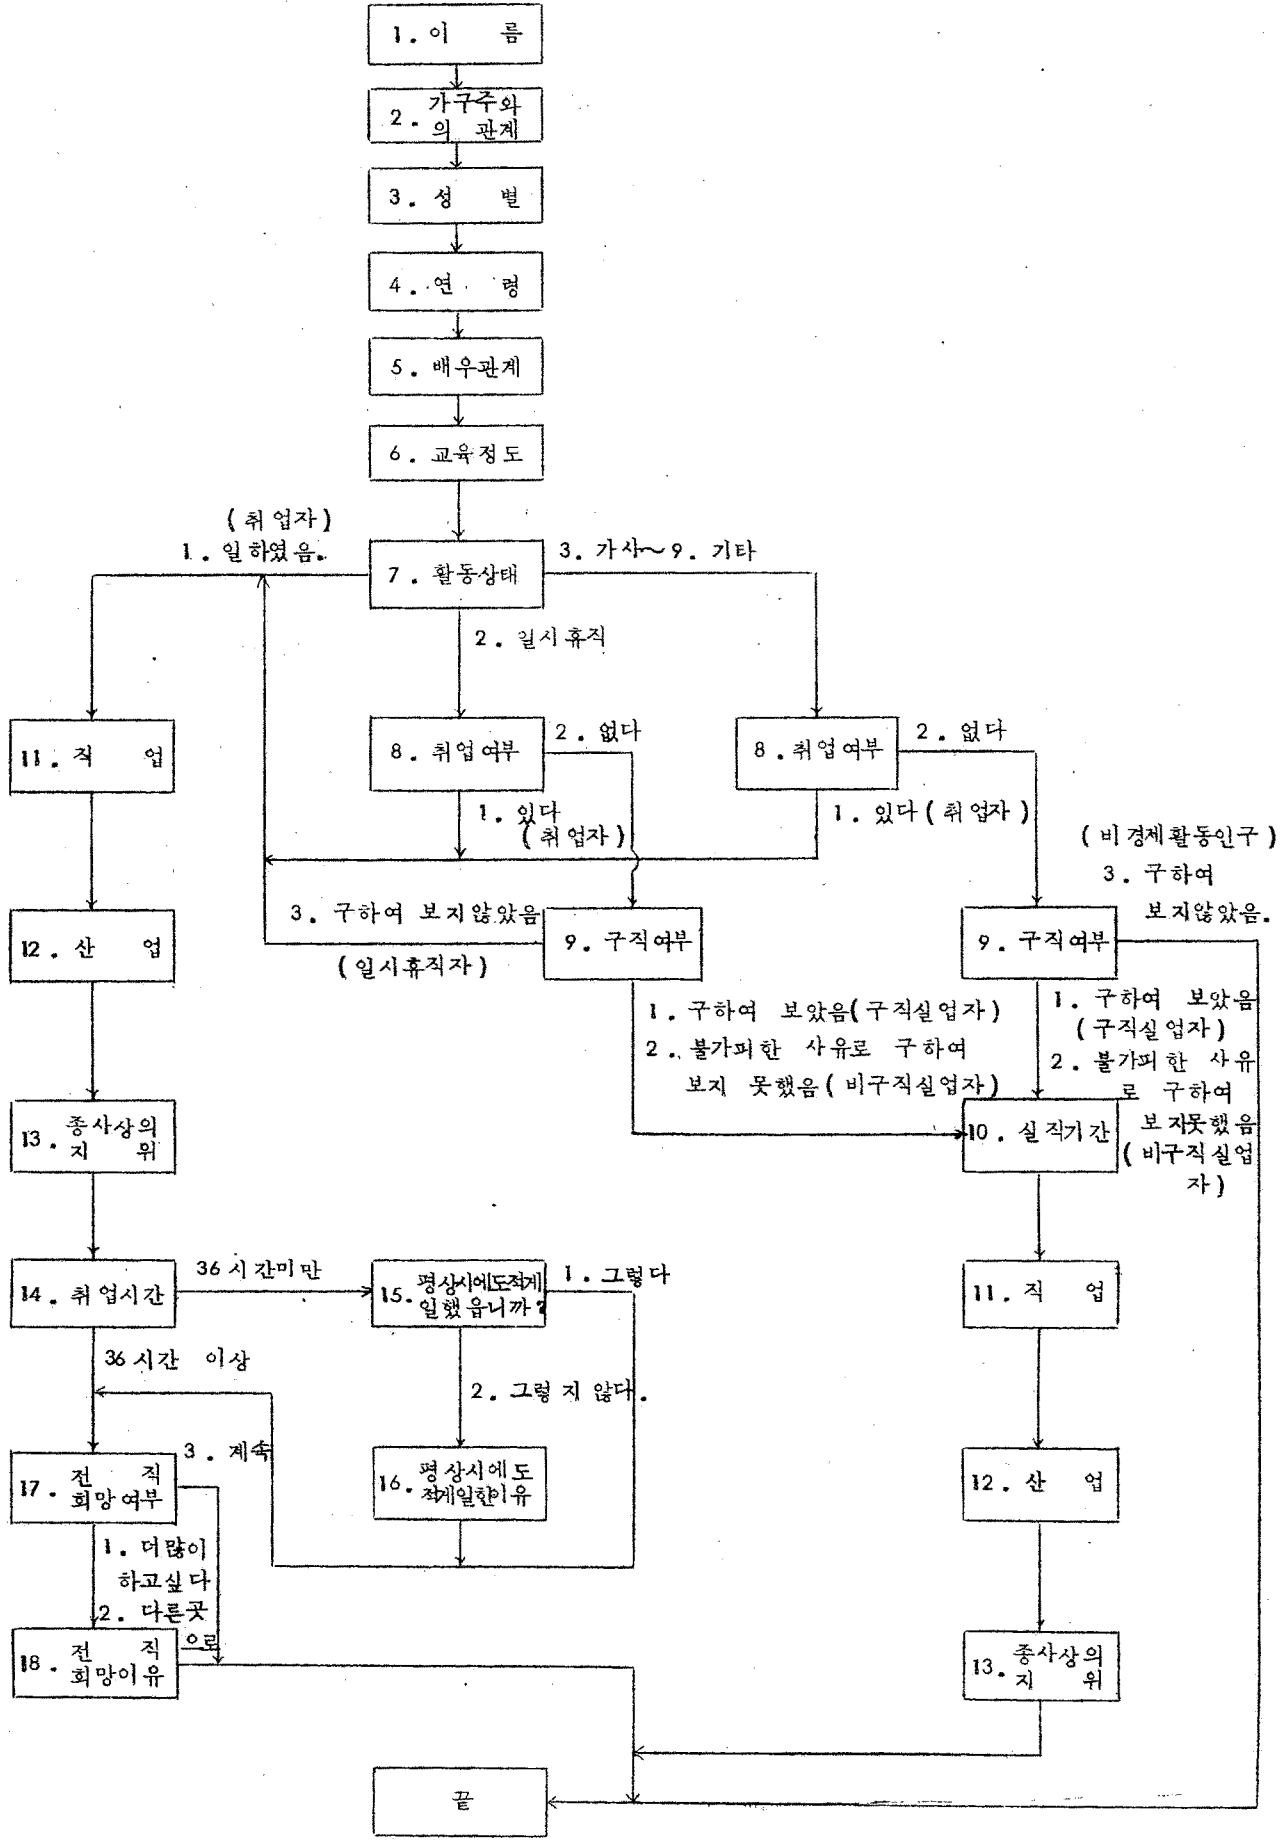 1. 이 름
2. 가구주와
의 관계
3. 성 별
4. 연 령
5. 배우관계
6. 교육정도
(취업자)
1. 일하였음.
7. 활동상태
3. 가사~9. 기타
2. 일시휴직
11. 직 업
8. 취업여부
2. 없다
8. 취업여부
2. 없다
1. 있다
(취업자)
1. 있다(취업자)
(비경제활동인구)
3. 구하여
보지않았음.
12. 산 업
3. 구하여 보지않았음
(일시휴직자)
9. 구직여부
9. 구직여부
1. 구하여 보았음(구직실업자)
2. 불가피한 사유로 구하여
보지 못했음(비구직실업자)
1. 구하여 보았음
(구직실업자)
2. 불가피한 사유
로 구하여
보지못했음
(비구직실업
자)
13. 종사상의
지 위
10. 실직기간
14. 취업시간
36시간미만
15. 평상시에도적게
일했읍니까?
1. 그렇다
11. 직 업
36시간 이상
2. 그렇지 않다.
17. 전 직
희망여부
3. 계속
16. 평상시에도
적게일한이유
12. 산 업
1. 더많이
하고싶다
2. 다른곳
으로
18. 전 직
희망이유
13. 종사상의
지 위
끝